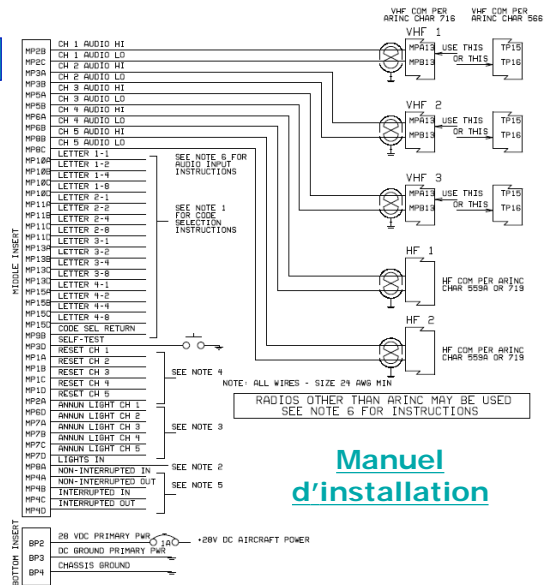 VHF COM PER
ARINC CHAR 716
VHF COM PER
ARINC CHAR 566
VHF 1
MP2B CH 1 AUDIO HI
MP2C CH 1 AUDIO LO
MP3A CH 2 AUDIO HI
MP3B CH 2 AUDIO LO
MP5A CH 3 AUDIO HI
MP5B CH 3 AUDIO LO
MP6A CH 4 AUDIO HI
MP6B CH 4 AUDIO LO
MP8B CH 5 AUDIO HI
MP8C CH 5 AUDIO LO
MP10A LETTER 1-1
MP10B LETTER 1-2
MP10C LETTER 1-4
MP10D LETTER 1-8
MP11A LETTER 2-1
MP11B LETTER 2-2
MP11C LETTER 2-4
MP11D LETTER 2-8
MP13A LETTER 3-1
MP13B LETTER 3-2
MP13C LETTER 3-4
MP13D LETTER 3-8
MP15A LETTER 4-1
MP15B LETTER 4-2
MP15C LETTER 4-4
MP15D LETTER 4-8
MP9B CODE SEL RETURN
MP3D SELF-TEST
MP1A RESET CH 1
MP1B RESET CH 2
MP1C RESET CH 3
MP1D RESET CH 4
MP2A RESET CH 5
MP6D ANNUN LIGHT CH 1
MP7A ANNUN LIGHT CH 2
MP7B ANNUN LIGHT CH 3
MP7C ANNUN LIGHT CH 4
MP7D ANNUN LIGHT CH 5
MP8A LIGHTS IN
MP4A NON-INTERRUPTED IN
MP4B NON-INTERRUPTED OUT
MP4C INTERRUPTED IN
MP4D INTERRUPTED OUT
MIDDLE INSERT
SEE NOTE 6 FOR
AUDIO INPUT
INSTRUCTIONS
SEE NOTE 1
FOR CODE
SELECTION
INSTRUCTIONS
SEE NOTE 4
SEE NOTE 3
SEE NOTE 2
SEE NOTE 5
MPA13 USE THIS TP15
MPB13 OR THIS TP16
VHF 2
MPA13 USE THIS TP15
MPB13 OR THIS TP16
VHF 3
MPA13 USE THIS TP15
MPB13 OR THIS TP16
HF 1
HF COM PER ARINC
CHAR 559A OR 719
HF 2
HF COM PER ARINC
CHAR 559A OR 719
NOTE: ALL WIRES - SIZE 24 AWG MIN
RADIOS OTHER THAN ARINC MAY BE USED
SEE NOTE 6 FOR INSTRUCTIONS
Manuel
d'installation
BOTTOM INSERT
BP2 28 VDC PRIMARY PWR 1A +28V DC AIRCRAFT POWER
BP3 DC GROUND PRIMARY PWR
BP4 CHASSIS GROUND